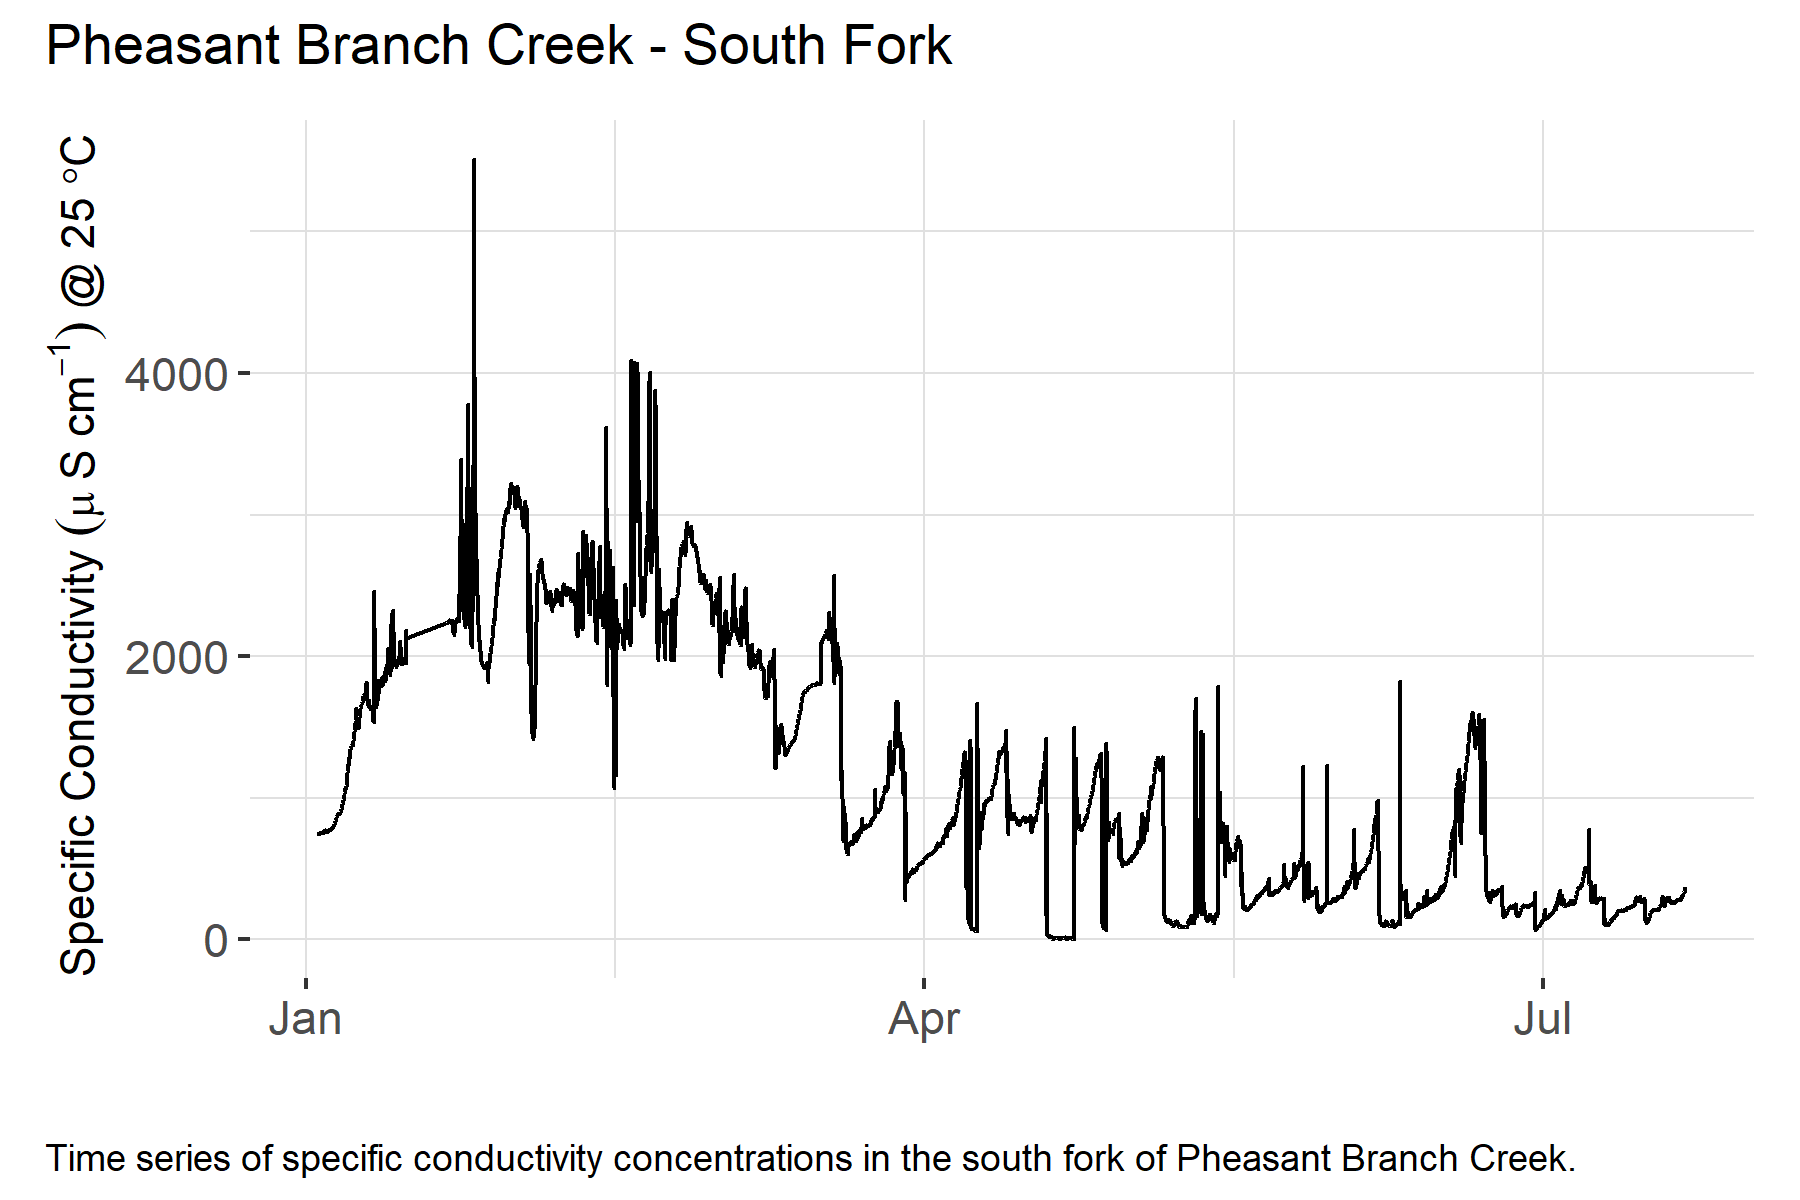 Pheasant Branch Creek - South Fork
Specific Conductivity (μ S cm⁻¹) @ 25 °C
4000
2000
0
Jan Apr Jul
Time series of specific conductivity concentrations in the south fork of Pheasant Branch Creek.